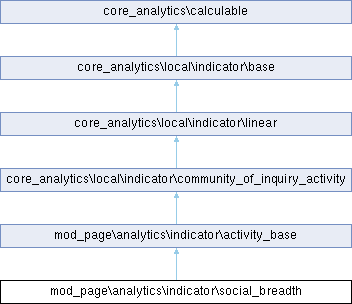 core_analytics\calculable
core_analytics\local\indicator\base
core_analytics\local\indicator\linear
core_analytics\local\indicator\community_of_inquiry_activity
mod_page\analytics\indicator\activity_base
mod_page\analytics\indicator\social_breadth